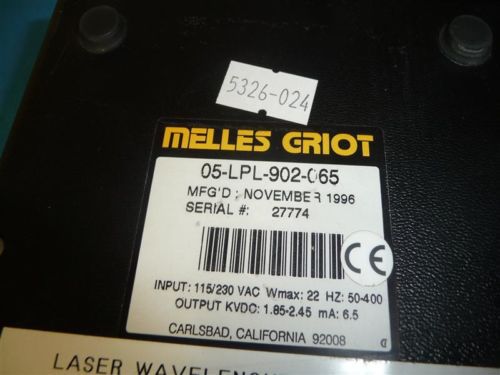 5326-024
MELLES GRIOT
05-LPL-902-065
MFG'D : NOVEMBER 1996
SERIAL #: 27774
CE
INPUT: 115/230 VAC Wmax: 22 HZ: 50-400
OUTPUT KVDC: 1.85-2.45 mA: 6.5
CARLSBAD, CALIFORNIA 92008
LASER